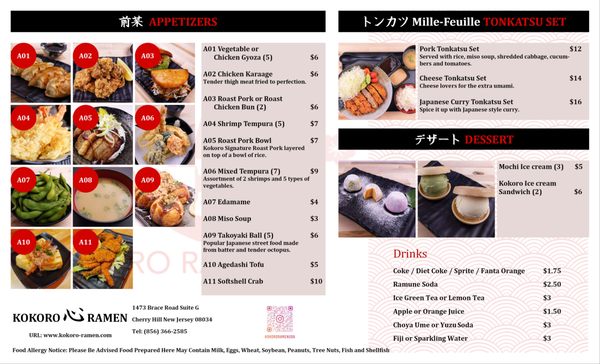 前菜 APPETIZERS
A01
A02
A03
A04
A05
A06
A07
A08
A09
A10
A11
A01 Vegetable or
Chicken Gyoza (5) $6
A02 Chicken Karaage $6
Tender thigh meat fried to perfection.
A03 Roast Pork or Roast
Chicken Bun (2) $6
A04 Shrimp Tempura (5) $7
A05 Roast Pork Bowl $7
Kokoro Signature Roast Pork layered
on top of a bowl of rice.
A06 Mixed Tempura (7) $9
Assortment of 2 shrimps and 5 types of
vegetables.
A07 Edamame $4
A08 Miso Soup $3
A09 Takoyaki Ball (5) $6
Popular Japanese street food made
from batter and tender octopus.
A10 Agedashi Tofu $5
A11 Softshell Crab $10
KOKORO 心 RAMEN
URL: www.kokoro-ramen.com
1473 Brace Road Suite G
Cherry Hill New Jersey 08034
Tel: (856) 366-2585
KOKORORAMENNJ08
Food Allergy Notice: Please Be Advised Food Prepared Here May Contain Milk, Eggs, Wheat, Soybean, Peanuts, Tree Nuts, Fish and Shellfish
トンカツ Mille-Feuille TONKATSU SET
Pork Tonkatsu Set $12
Served with rice, miso soup, shredded cabbage, cucum-
bers and tomatoes.
Cheese Tonkatsu Set $14
Cheese lovers for the extra umami.
Japanese Curry Tonkatsu Set $16
Spice it up with Japanese style curry.
デザート DESSERT
Mochi Ice cream (3) $5
Kokoro Ice cream
Sandwich (2) $6
Drinks
Coke / Diet Coke / Sprite / Fanta Orange $1.75
Ramune Soda $2.50
Ice Green Tea or Lemon Tea $3
Apple or Orange Juice $1.50
Choya Ume or Yuzu Soda $3
Fiji or Sparkling Water $3